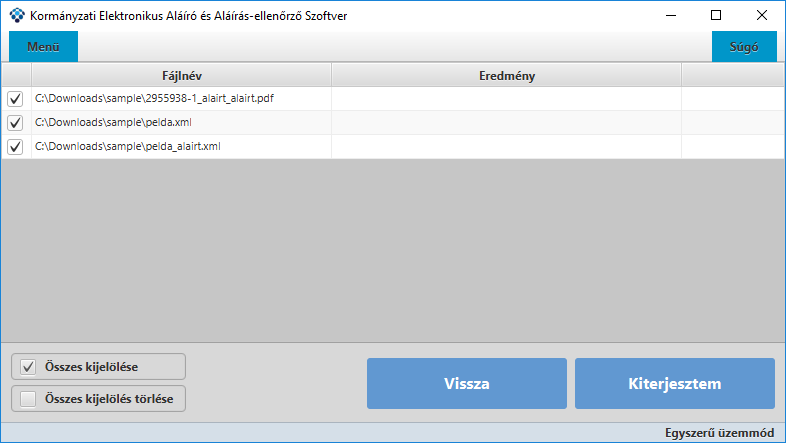 Kormányzati Elektronikus Aláíró és Aláírás-ellenőrző Szoftver
Menü Súgó
Fájlnév Eredmény
C:\Downloads\sample\2955938-1_alairt_alairt.pdf
C:\Downloads\sample\pelda.xml
C:\Downloads\sample\pelda_alairt.xml
Összes kijelölése
Összes kijelölés törlése
Vissza Kiterjesztem
Egyszerű üzemmód